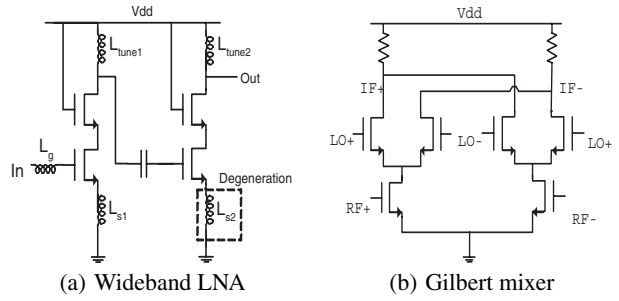 Vdd
Ltune1
Ltune2
Out
Lg
In
Degeneration
Ls1
Ls2
(a) Wideband LNA
Vdd
IF+
IF-
LO+
LO-
LO+
RF+
RF-
(b) Gilbert mixer